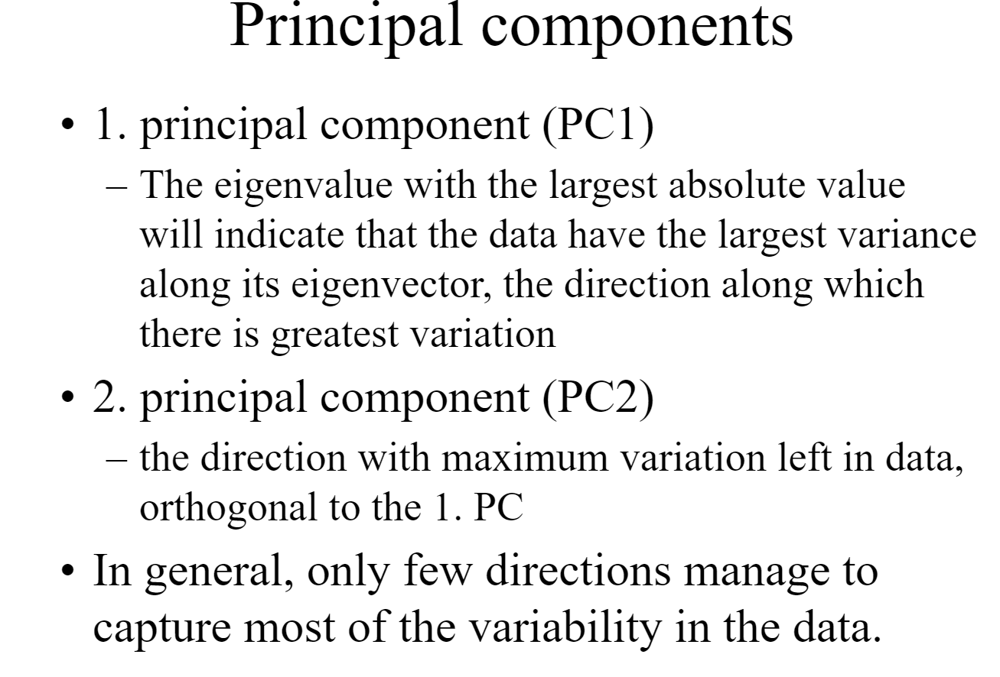 Principal components
• 1. principal component (PC1)
– The eigenvalue with the largest absolute value
will indicate that the data have the largest variance
along its eigenvector, the direction along which
there is greatest variation
• 2. principal component (PC2)
– the direction with maximum variation left in data,
orthogonal to the 1. PC
• In general, only few directions manage to
capture most of the variability in the data.